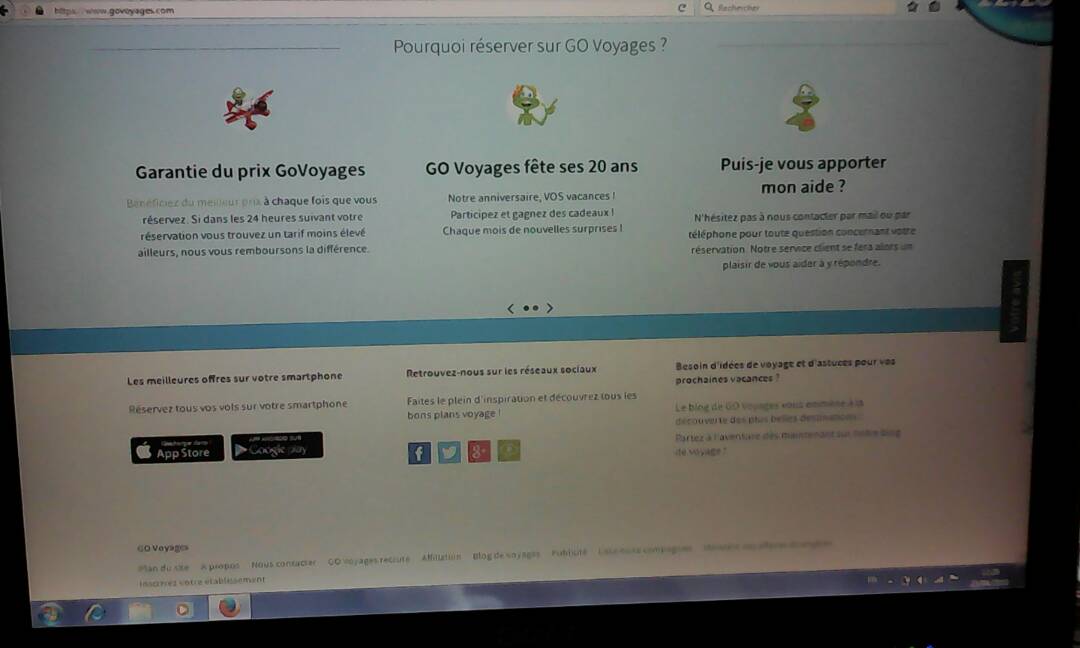 https://www.govoyages.com
Rechercher
Pourquoi réserver sur GO Voyages ?
Garantie du prix GoVoyages
Bénéficiez du meilleur prix à chaque fois que vous
réservez. Si dans les 24 heures suivant votre
réservation vous trouvez un tarif moins élevé
ailleurs, nous vous remboursons la différence.
GO Voyages fête ses 20 ans
Notre anniversaire, VOS vacances !
Participez et gagnez des cadeaux !
Chaque mois de nouvelles surprises !
Puis-je vous apporter
mon aide ?
N'hésitez pas à nous contacter par mail ou par
téléphone pour toute question concernant votre
réservation. Notre service client se fera alors un
plaisir de vous aider à y répondre.
Votre avis
Les meilleures offres sur votre smartphone
Réservez tous vos vols sur votre smartphone
Télécharger dans l'
App Store
APP ANDROID SUR
Google play
Retrouvez-nous sur les réseaux sociaux
Faites le plein d'inspiration et découvrez tous les
bons plans voyage !
Besoin d'idées de voyage et d'astuces pour vos
prochaines vacances ?
Le blog de GO Voyages vous emmène à la
découverte des plus belles destinations !
Partez à l'aventure dès maintenant sur notre blog
de voyage !
GO Voyages
Plan du site A propos Nous contacter GO Voyages recrute Affiliation Blog de voyages Publicité
Inscrivez votre établissement
FR